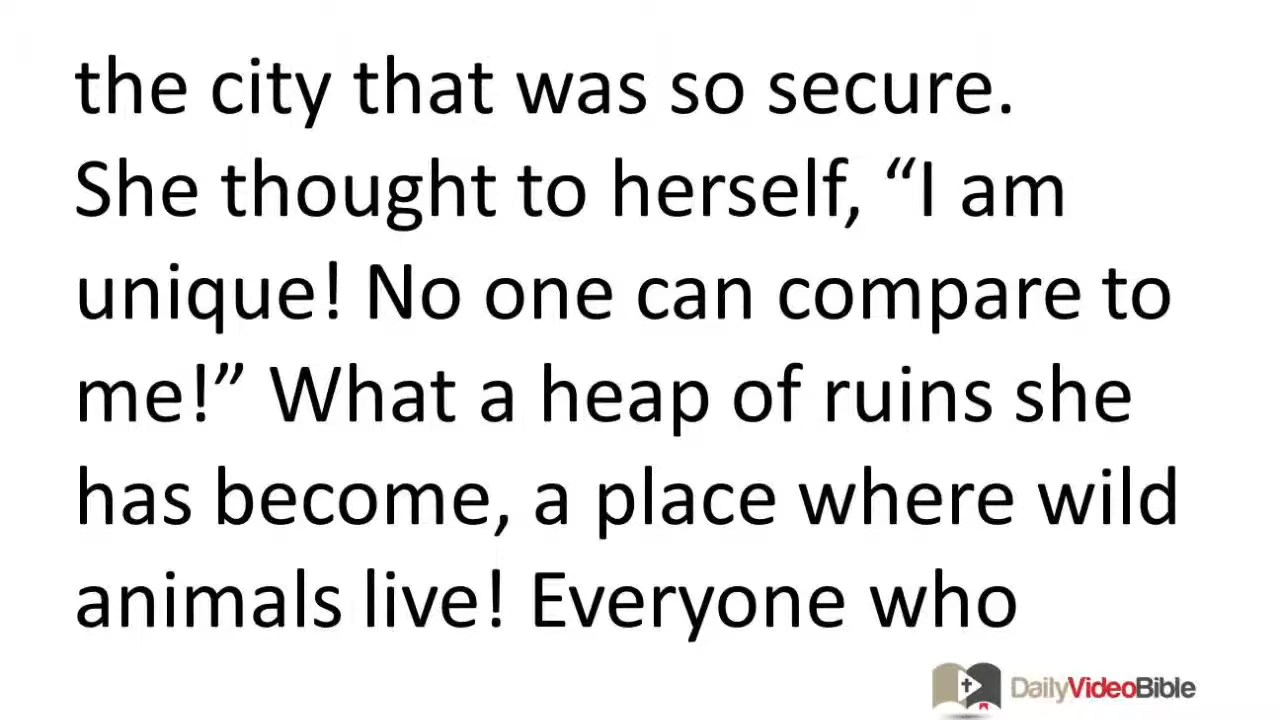 the city that was so secure.
She thought to herself, “I am
unique! No one can compare to
me!” What a heap of ruins she
has become, a place where wild
animals live! Everyone who
DailyVideoBible